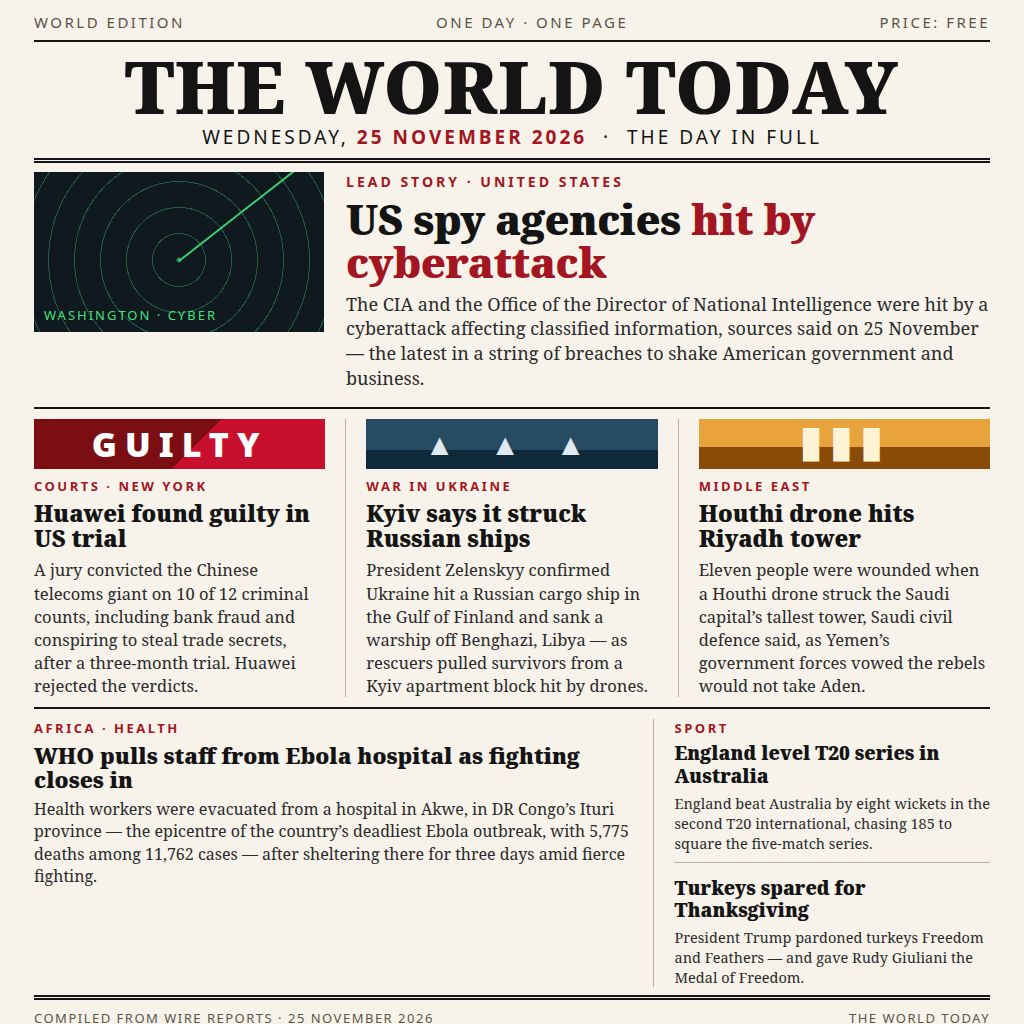 WORLD EDITION
ONE DAY · ONE PAGE
PRICE: FREE
THE WORLD TODAY
WEDNESDAY, 25 NOVEMBER 2026 · THE DAY IN FULL
WASHINGTON · CYBER
LEAD STORY · UNITED STATES
US spy agencies hit by
cyberattack
The CIA and the Office of the Director of National Intelligence were hit by a
cyberattack affecting classified information, sources said on 25 November
— the latest in a string of breaches to shake American government and
business.
GUILTY
COURTS · NEW YORK
Huawei found guilty in
US trial
A jury convicted the Chinese
telecoms giant on 10 of 12 criminal
counts, including bank fraud and
conspiring to steal trade secrets,
after a three-month trial. Huawei
rejected the verdicts.
WAR IN UKRAINE
Kyiv says it struck
Russian ships
President Zelenskyy confirmed
Ukraine hit a Russian cargo ship in
the Gulf of Finland and sank a
warship off Benghazi, Libya — as
rescuers pulled survivors from a
Kyiv apartment block hit by drones.
MIDDLE EAST
Houthi drone hits
Riyadh tower
Eleven people were wounded when
a Houthi drone struck the Saudi
capital’s tallest tower, Saudi civil
defence said, as Yemen’s
government forces vowed the rebels
would not take Aden.
AFRICA · HEALTH
WHO pulls staff from Ebola hospital as fighting
closes in
Health workers were evacuated from a hospital in Akwe, in DR Congo’s Ituri
province — the epicentre of the country’s deadliest Ebola outbreak, with 5,775
deaths among 11,762 cases — after sheltering there for three days amid fierce
fighting.
SPORT
England level T20 series in
Australia
England beat Australia by eight wickets in the
second T20 international, chasing 185 to
square the five-match series.
Turkeys spared for
Thanksgiving
President Trump pardoned turkeys Freedom
and Feathers — and gave Rudy Giuliani the
Medal of Freedom.
COMPILED FROM WIRE REPORTS · 25 NOVEMBER 2026
THE WORLD TODAY